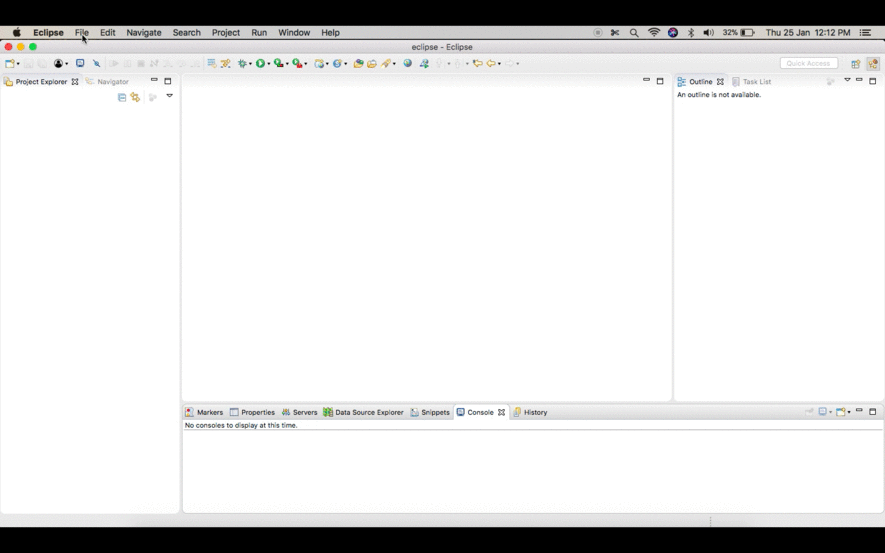 Eclipse File Edit Navigate Search Project Run Window Help 32% Thu 25 Jan 12:12 PM
eclipse - Eclipse
Quick Access
Project Explorer Navigator Outline Task List
An outline is not available.
Markers Properties Servers Data Source Explorer Snippets Console History
No consoles to display at this time.